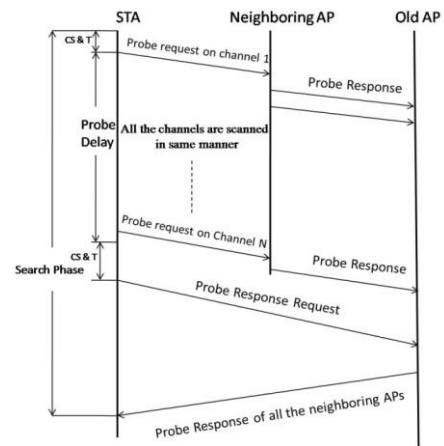 STA
Neighboring AP
Old AP
CS & T
Probe request on channel 1
Probe Response
Probe
Delay
All the channels are scanned
in same manner
Probe request on Channel N
CS & T
Probe Response
Search Phase
Probe Response Request
Probe Response of all the neighboring APs